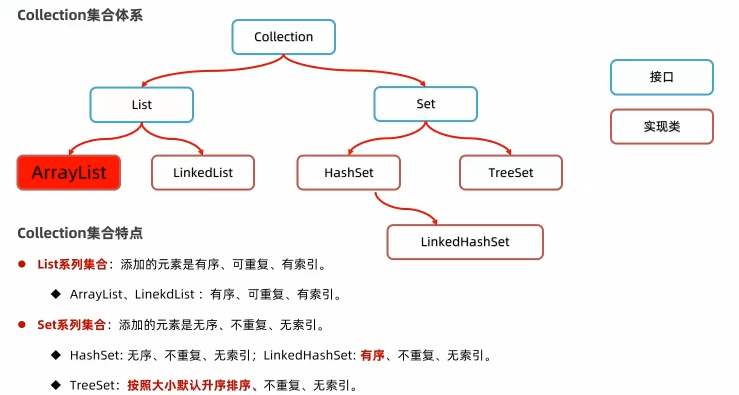 Collection集合体系
Collection
接口
List
Set
实现类
ArrayList
LinkedList
HashSet
TreeSet
LinkedHashSet
Collection集合特点
● List系列集合：添加的元素是有序、可重复、有索引。
◆ ArrayList、LinekdList ：有序、可重复、有索引。
● Set系列集合：添加的元素是无序、不重复、无索引。
◆ HashSet: 无序、不重复、无索引；LinkedHashSet: 有序、不重复、无索引。
◆ TreeSet：按照大小默认升序排序、不重复、无索引。